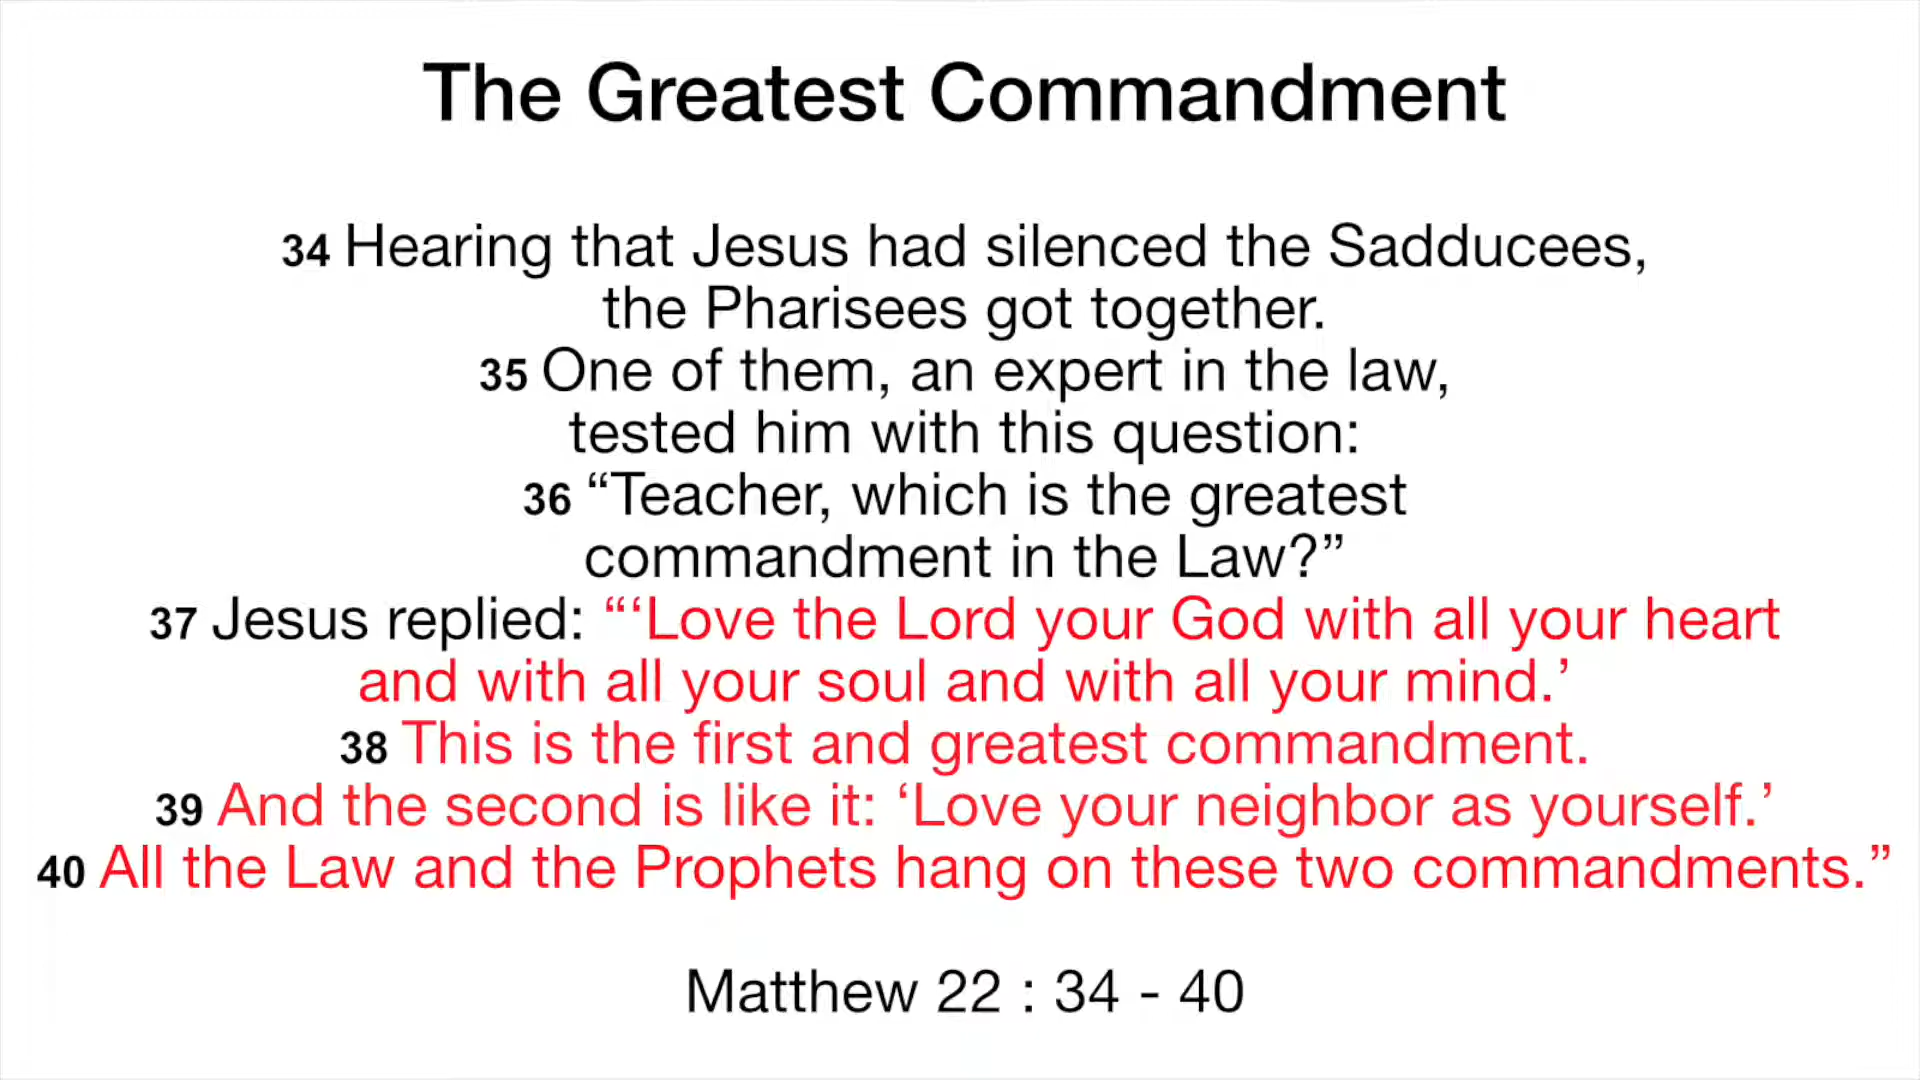 The Greatest Commandment
34 Hearing that Jesus had silenced the Sadducees,
the Pharisees got together.
35 One of them, an expert in the law,
tested him with this question:
36 “Teacher, which is the greatest
commandment in the Law?”
37 Jesus replied: “‘Love the Lord your God with all your heart
and with all your soul and with all your mind.’
38 This is the first and greatest commandment.
39 And the second is like it: ‘Love your neighbor as yourself.’
40 All the Law and the Prophets hang on these two commandments.”
Matthew 22 : 34 - 40